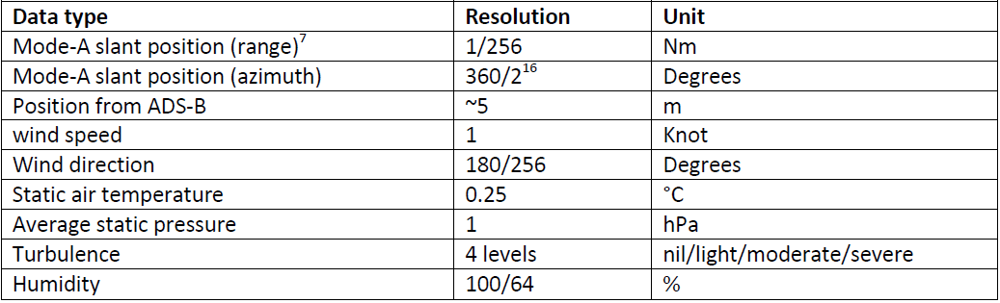 Data type Resolution Unit
Mode-A slant position (range)⁷ 1/256 Nm
Mode-A slant position (azimuth) 360/2¹⁶ Degrees
Position from ADS-B ~5 m
wind speed 1 Knot
Wind direction 180/256 Degrees
Static air temperature 0.25 °C
Average static pressure 1 hPa
Turbulence 4 levels nil/light/moderate/severe
Humidity 100/64 %